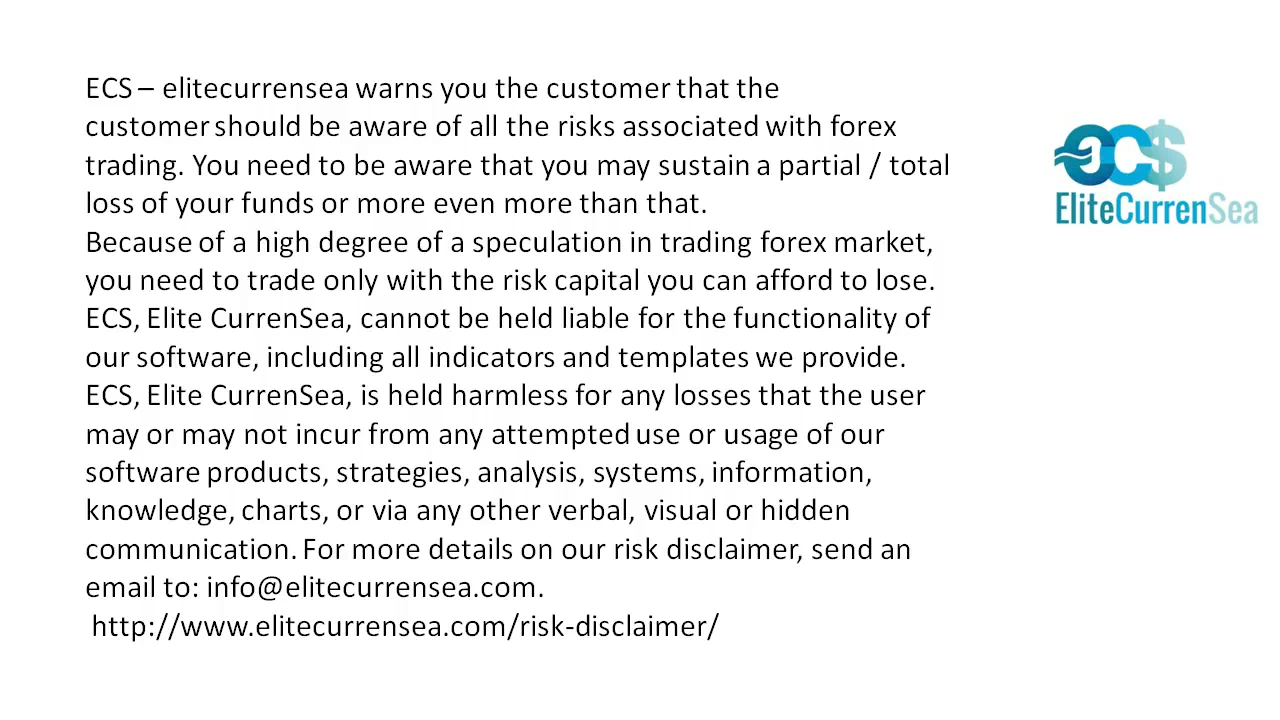 ECS – elitecurrensea warns you the customer that the
customer should be aware of all the risks associated with forex
trading. You need to be aware that you may sustain a partial / total
loss of your funds or more even more than that.
Because of a high degree of a speculation in trading forex market,
you need to trade only with the risk capital you can afford to lose.
ECS, Elite CurrenSea, cannot be held liable for the functionality of
our software, including all indicators and templates we provide.
ECS, Elite CurrenSea, is held harmless for any losses that the user
may or may not incur from any attempted use or usage of our
software products, strategies, analysis, systems, information,
knowledge, charts, or via any other verbal, visual or hidden
communication. For more details on our risk disclaimer, send an
email to: info@elitecurrensea.com.
http://www.elitecurrensea.com/risk-disclaimer/
eC$
EliteCurrenSea